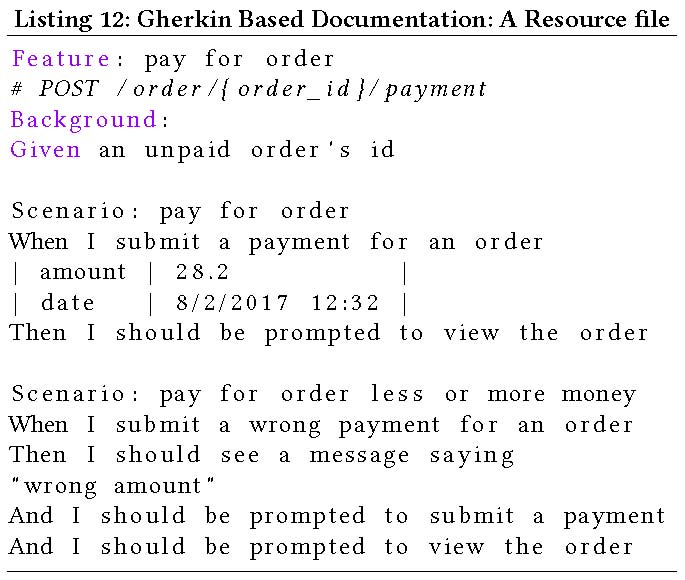 Listing 12: Gherkin Based Documentation: A Resource file
Feature: pay for order
# POST /order/{order_id}/payment
Background:
Given an unpaid order's id
Scenario: pay for order
When I submit a payment for an order
| amount | 28.2 |
| date | 8/2/2017 12:32 |
Then I should be prompted to view the order
Scenario: pay for order less or more money
When I submit a wrong payment for an order
Then I should see a message saying
"wrong amount"
And I should be prompted to submit a payment
And I should be prompted to view the order